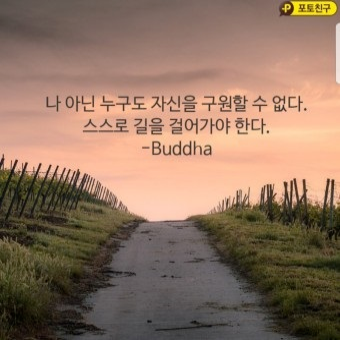 포토친구
나 아닌 누구도 자신을 구원할 수 없다.
스스로 길을 걸어가야 한다.
-Buddha